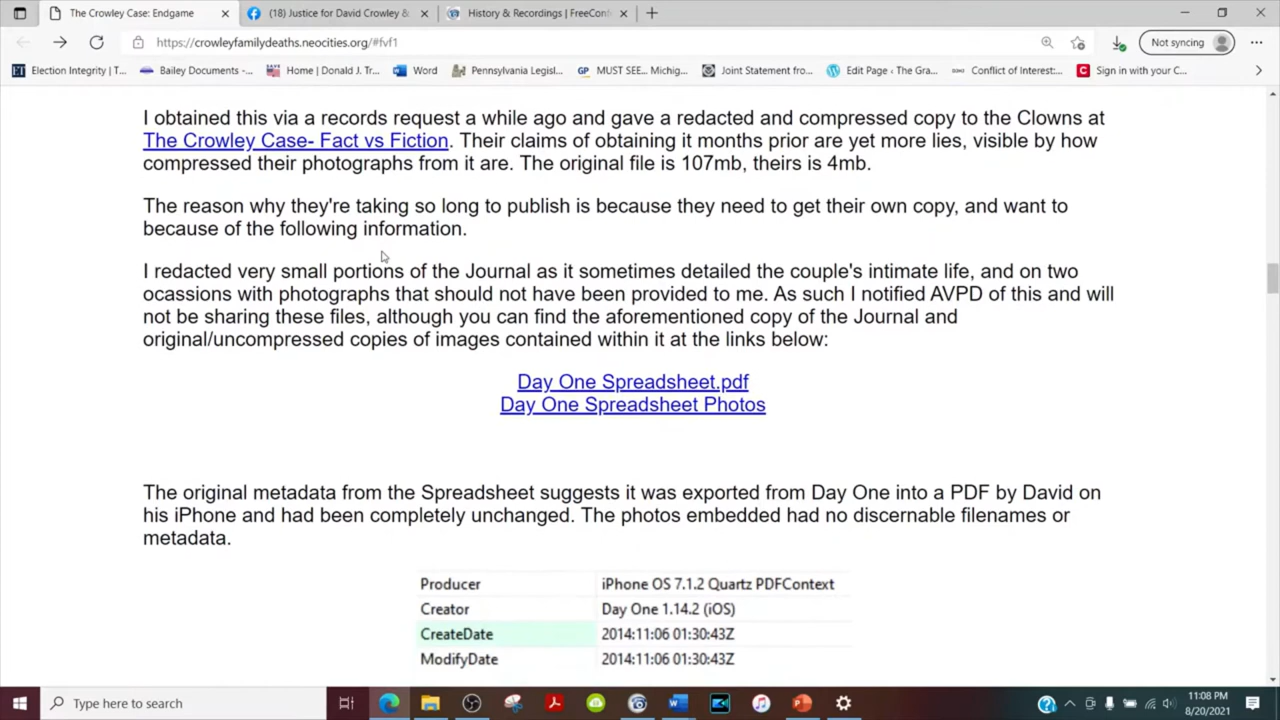 The Crowley Case: Endgame
(18) Justice for David Crowley &
History & Recordings | FreeCon
https://crowleyfamilydeaths.neocities.org/#fvf1
Not syncing
Election Integrity | T...
Bailey Documents -...
Home | Donald J. Tr...
Word
Pennsylvania Legisl...
MUST SEE... Michig...
Joint Statement fro...
Edit Page ‹ The Gra...
Conflict of Interest:...
Sign in with your C...
I obtained this via a records request a while ago and gave a redacted and compressed copy to the Clowns at
The Crowley Case- Fact vs Fiction. Their claims of obtaining it months prior are yet more lies, visible by how
compressed their photographs from it are. The original file is 107mb, theirs is 4mb.
The reason why they're taking so long to publish is because they need to get their own copy, and want to
because of the following information.
I redacted very small portions of the Journal as it sometimes detailed the couple's intimate life, and on two
ocassions with photographs that should not have been provided to me. As such I notified AVPD of this and will
not be sharing these files, although you can find the aforementioned copy of the Journal and
original/uncompressed copies of images contained within it at the links below:
Day One Spreadsheet.pdf
Day One Spreadsheet Photos
The original metadata from the Spreadsheet suggests it was exported from Day One into a PDF by David on
his iPhone and had been completely unchanged. The photos embedded had no discernable filenames or
metadata.
Producer iPhone OS 7.1.2 Quartz PDFContext
Creator Day One 1.14.2 (iOS)
CreateDate 2014:11:06 01:30:43Z
ModifyDate 2014:11:06 01:30:43Z
Type here to search
11:08 PM
8/20/2021